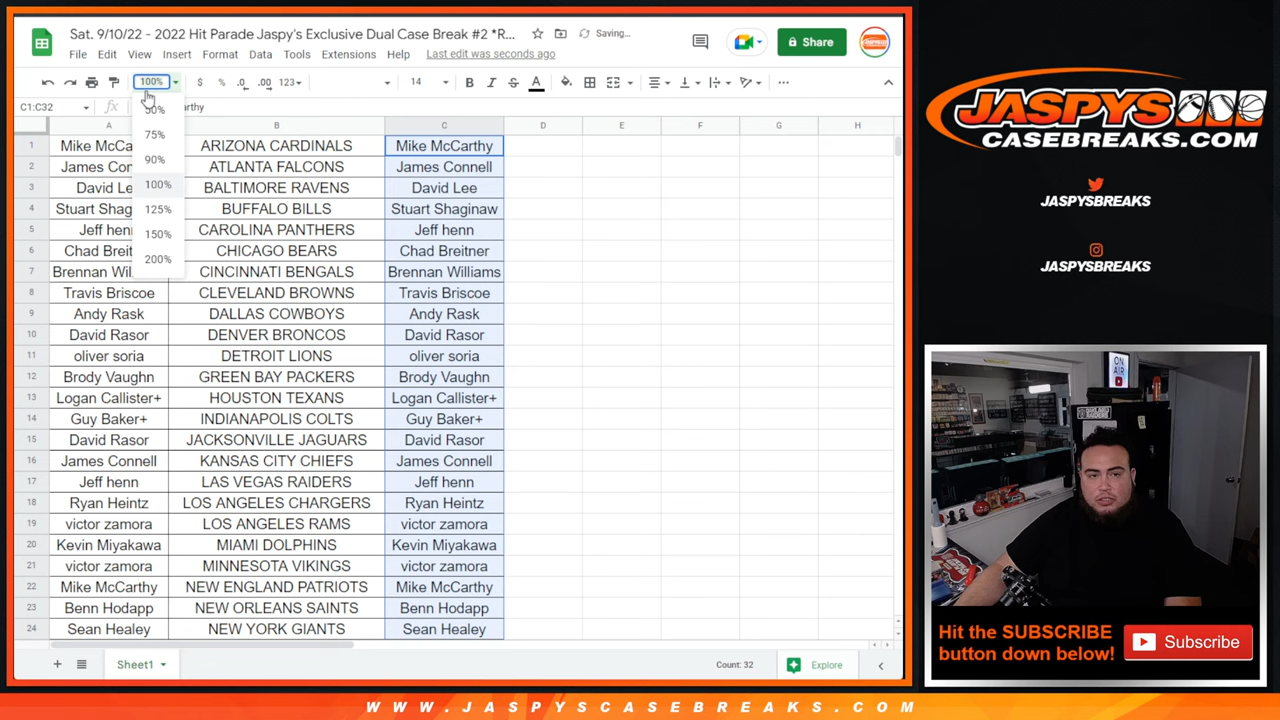 Sat. 9/10/22 - 2022 Hit Parade Jaspy's Exclusive Dual Case Break #2 *R... Saving...
File Edit View Insert Format Data Tools Extensions Help Last edit was seconds ago
Share
100% $ % .0 .00 123 14 B I S A
C1:C32 fx arthy
50%
75%
90%
100%
125%
150%
200%
A B C D E F G H
1 Mike McCa ARIZONA CARDINALS Mike McCarthy
2 James Con ATLANTA FALCONS James Connell
3 David Le BALTIMORE RAVENS David Lee
4 Stuart Shag BUFFALO BILLS Stuart Shaginaw
5 Jeff hen CAROLINA PANTHERS Jeff henn
6 Chad Breit CHICAGO BEARS Chad Breitner
7 Brennan Wil CINCINNATI BENGALS Brennan Williams
8 Travis Briscoe CLEVELAND BROWNS Travis Briscoe
9 Andy Rask DALLAS COWBOYS Andy Rask
10 David Rasor DENVER BRONCOS David Rasor
11 oliver soria DETROIT LIONS oliver soria
12 Brody Vaughn GREEN BAY PACKERS Brody Vaughn
13 Logan Callister+ HOUSTON TEXANS Logan Callister+
14 Guy Baker+ INDIANAPOLIS COLTS Guy Baker+
15 David Rasor JACKSONVILLE JAGUARS David Rasor
16 James Connell KANSAS CITY CHIEFS James Connell
17 Jeff henn LAS VEGAS RAIDERS Jeff henn
18 Ryan Heintz LOS ANGELES CHARGERS Ryan Heintz
19 victor zamora LOS ANGELES RAMS victor zamora
20 Kevin Miyakawa MIAMI DOLPHINS Kevin Miyakawa
21 victor zamora MINNESOTA VIKINGS victor zamora
22 Mike McCarthy NEW ENGLAND PATRIOTS Mike McCarthy
23 Benn Hodapp NEW ORLEANS SAINTS Benn Hodapp
24 Sean Healey NEW YORK GIANTS Sean Healey
Sheet1 Count: 32 Explore
JASPYS
CASEBREAKS.COM
JASPYSBREAKS
JASPYSBREAKS
ON
AIR
Hit the SUBSCRIBE
button down below!
Subscribe
WWW.JASPYSCASEBREAKS.COM